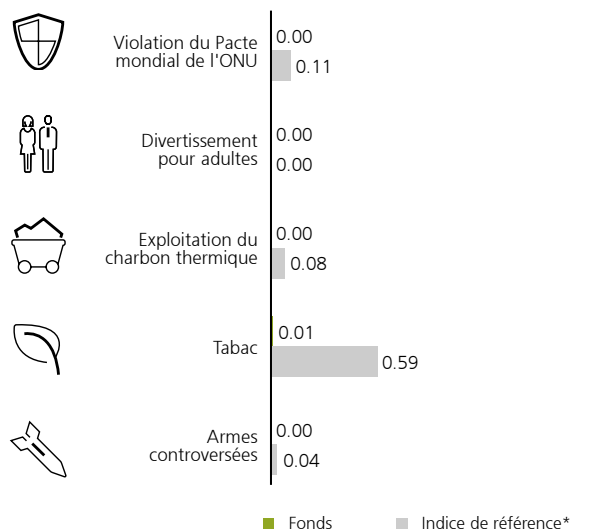 Violation du Pacte
mondial de l'ONU
0.00
0.11
Divertissement
pour adultes
0.00
0.00
Exploitation du
charbon thermique
0.00
0.08
Tabac
0.01
0.59
Armes
controversées
0.00
0.04
Fonds
Indice de référence*